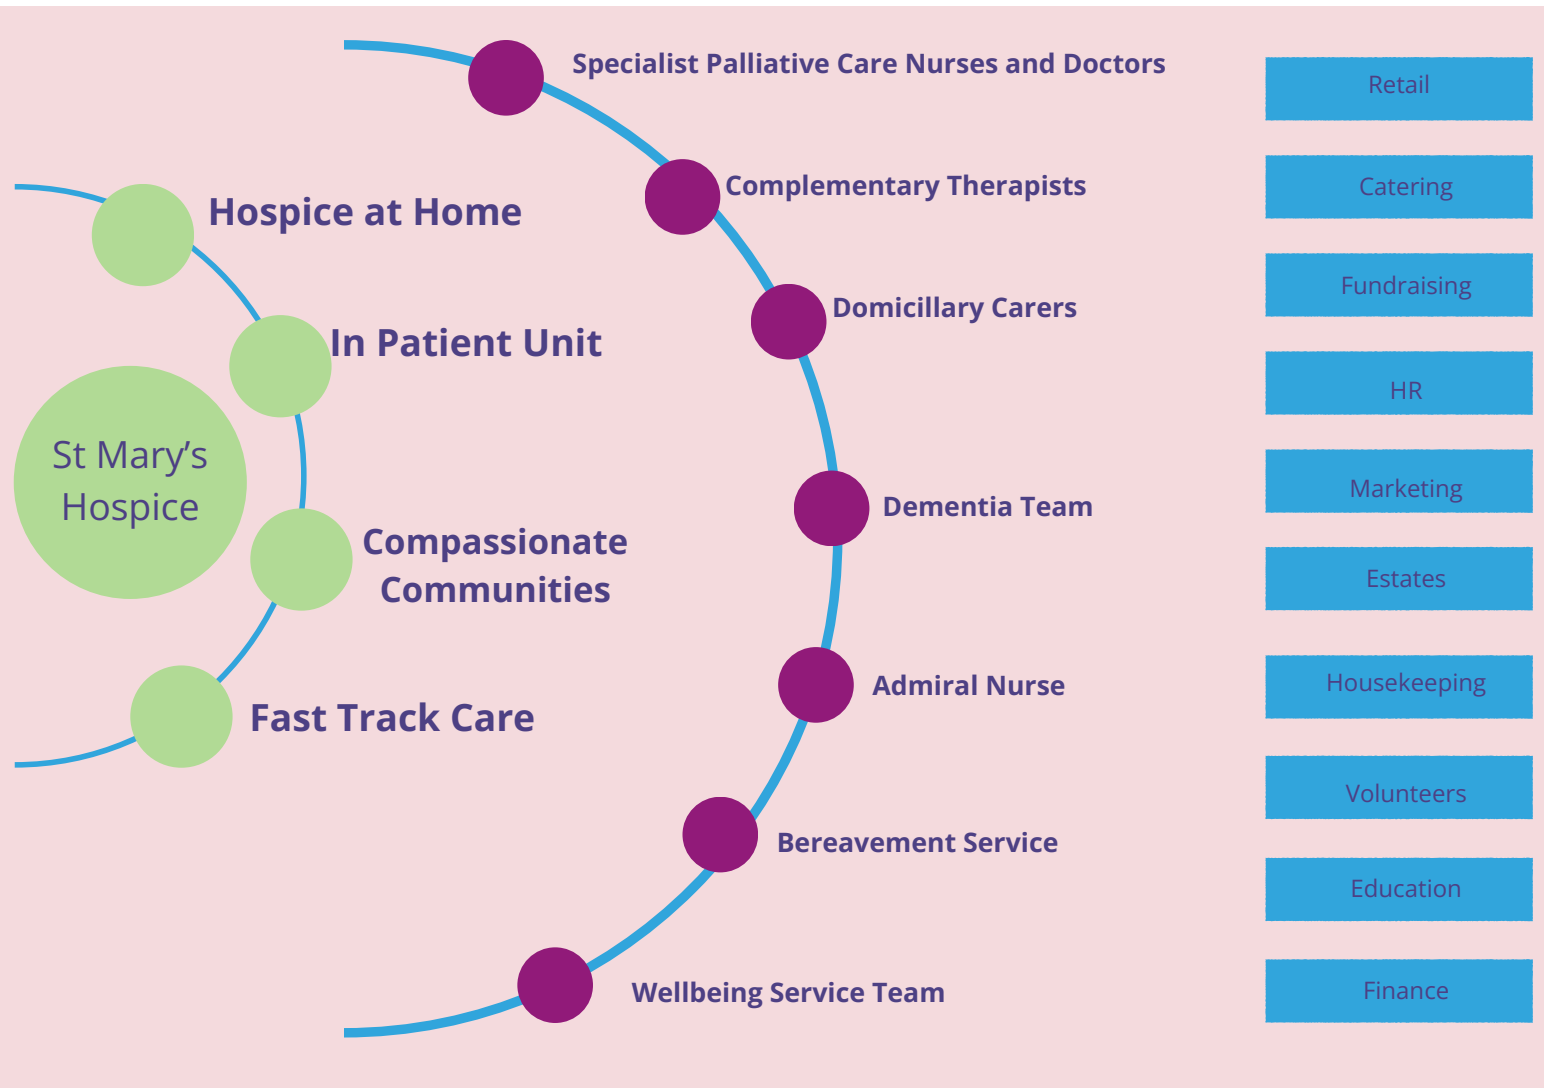 St Mary’s
Hospice
Hospice at Home
In Patient Unit
Compassionate
Communities
Fast Track Care
Specialist Palliative Care Nurses and Doctors
Complementary Therapists
Domicillary Carers
Dementia Team
Admiral Nurse
Bereavement Service
Wellbeing Service Team
Retail
Catering
Fundraising
HR
Marketing
Estates
Housekeeping
Volunteers
Education
Finance